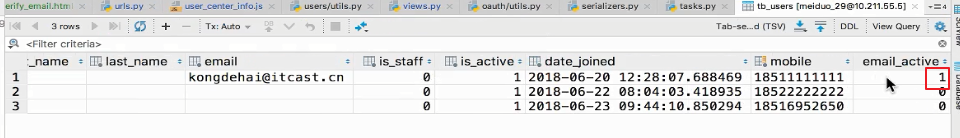 erify_email.html urls.py user_center_info.js users/utils.py views.py oauth/utils.py serializers.py tasks.py tb_users [meiduo_29@10.211.55.5]
3 rows Tx: Auto Tab-se...d (TSV) DDL View Query
<Filter criteria>
t_name last_name email is_staff is_active date_joined mobile email_active
1 kongdehai@itcast.cn 0 1 2018-06-20 12:28:07.688469 18511111111 1
2 0 1 2018-06-22 08:04:03.418935 18522222222 0
3 0 1 2018-06-23 09:44:10.850294 18516952650 0
SciView
Database